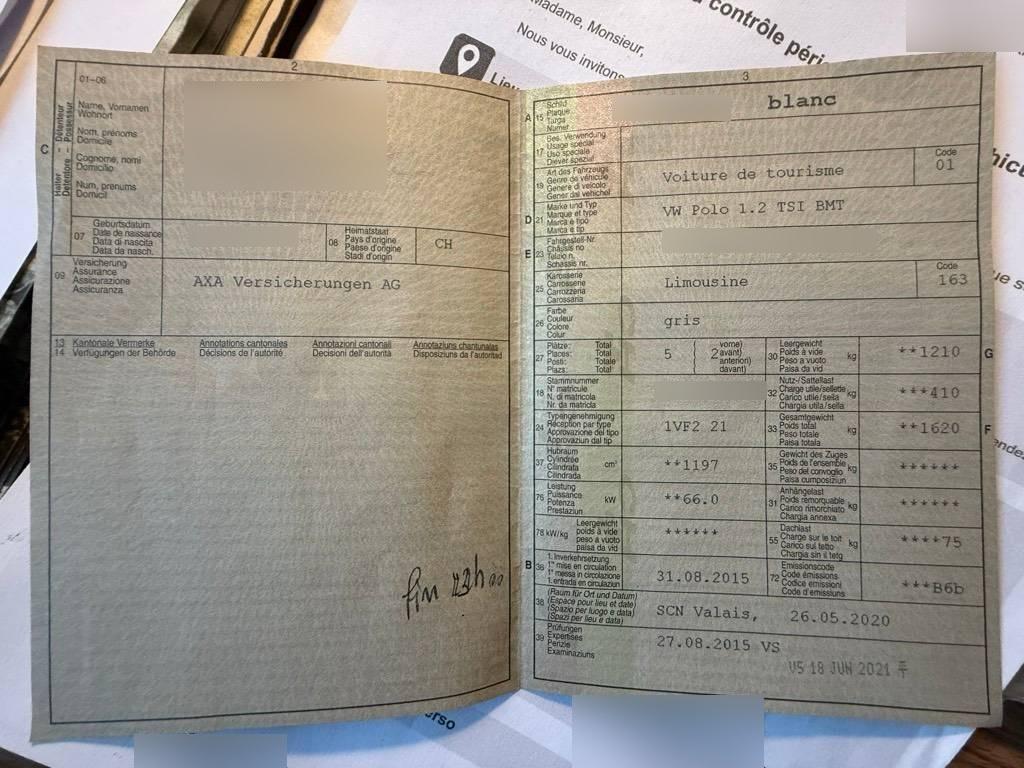 u contrôle péri
Madame, Monsieur,
Nous vous invitons
Lieu
2
01-06
C
Halter – Détenteur
Detentore – Possessur
Name, Vornamen
Wohnort
Nom, prénoms
Domicile
Cognome, nomi
Domicilio
Num, prenums
Domicil
07
Geburtsdatum
Date de naissance
Data di nascita
Data da nasch.
08
Heimatstaat
Pays d'origine
Paese d'origine
Stadi d'origin
CH
09
Versicherung
Assurance
Assicurazione
Assicuranza
AXA Versicherungen AG
13 Kantonale Vermerke
14 Verfügungen der Behörde
Annotations cantonales
Décisions de l'autorité
Annotazioni cantonali
Decisioni dell'autorità
Annotaziuns chantunalas
Disposiziuns da l'autoritad
fin 23h00
3
A 15
Schild
Plaque
Targa
Numer
blanc
17
Bes. Verwendung
Usage spécial
Uso speciale
Diever spezial
19
Art des Fahrzeugs
Genre de véhicule
Genere di veicolo
Gener dal vehichel
Voiture de tourisme
Code
01
D 21
Marke und Typ
Marque et type
Marca e tipo
Marca e tip
VW Polo 1.2 TSI BMT
E 23
Fahrgestell-Nr.
Châssis no
Telaio n.
Schassis nr.
25
Karosserie
Carrosserie
Carrozzeria
Carossaria
Limousine
Code
163
26
Farbe
Couleur
Colore
Colur
gris
27
Plätze: Total
Places: Total
Posti: Totale
Plazs: Total
5
2
vorne)
avant)
anteriori)
davant)
30
Leergewicht
Poids à vide
Peso a vuoto
Paisa da vid
kg
**1210
G
18
Stammnummer
N° matricule
N. di matricola
Nr. da matricla
32
Nutz-/Sattellast
Charge utile/sellette
Carico utile/sella
Chargia utila/sella
kg
***410
24
Typengenehmigung
Réception par type
Approvazione del tipo
Approvaziun dal tip
1VF2 21
33
Gesamtgewicht
Poids total
Peso totale
Paisa totala
kg
**1620
F
37
Hubraum
Cylindrée
Cilindrata
Cilindrada
cm³
**1197
35
Gewicht des Zuges
Poids de l'ensemble
Peso del convoglio
Paisa cumposiziun
kg
******
76
Leistung
Puissance
Potenza
Prestaziun
kW
**66.0
31
Anhängelast
Poids remorquable
Carico rimorchiato
Chargia annexa
kg
******
78 kW/kg
Leergewicht
poids à vide
peso a vuoto
paisa da vid
******
55
Dachlast
Charge sur le toit
Carico sul tetto
Chargia sin il tetg
kg
****75
B 36
1. Inverkehrsetzung
1re mise en circulation
1a messa in circolazione
1. entrada en circulaziun
31.08.2015
72
Emissionscode
Code émissions
Codice emissioni
Code d'emissiuns
***B6b
38
(Raum für Ort und Datum)
(Espace pour lieu et date)
(Spazio per luogo e data)
(Spazi per lieu e data)
SCN Valais, 26.05.2020
39
Prüfungen
Expertises
Perizie
Examinaziuns
27.08.2015 VS
VS 18 JUN 2021
erso